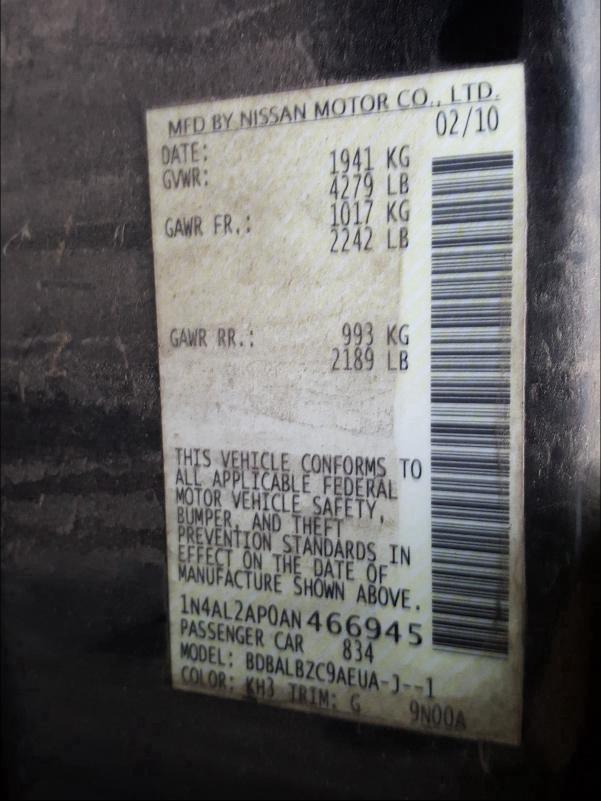 MFD BY NISSAN MOTOR CO., LTD.
DATE: 02/10
GVWR: 1941 KG
4279 LB
GAWR FR.: 1017 KG
2242 LB
GAWR RR.: 993 KG
2189 LB
THIS VEHICLE CONFORMS TO
ALL APPLICABLE FEDERAL
MOTOR VEHICLE SAFETY,
BUMPER, AND THEFT
PREVENTION STANDARDS IN
EFFECT ON THE DATE OF
MANUFACTURE SHOWN ABOVE.
1N4AL2AP0AN466945
PASSENGER CAR 834
MODEL: BDBALBZC9AEUA-J--1
COLOR: KH3 TRIM: G 9N00A